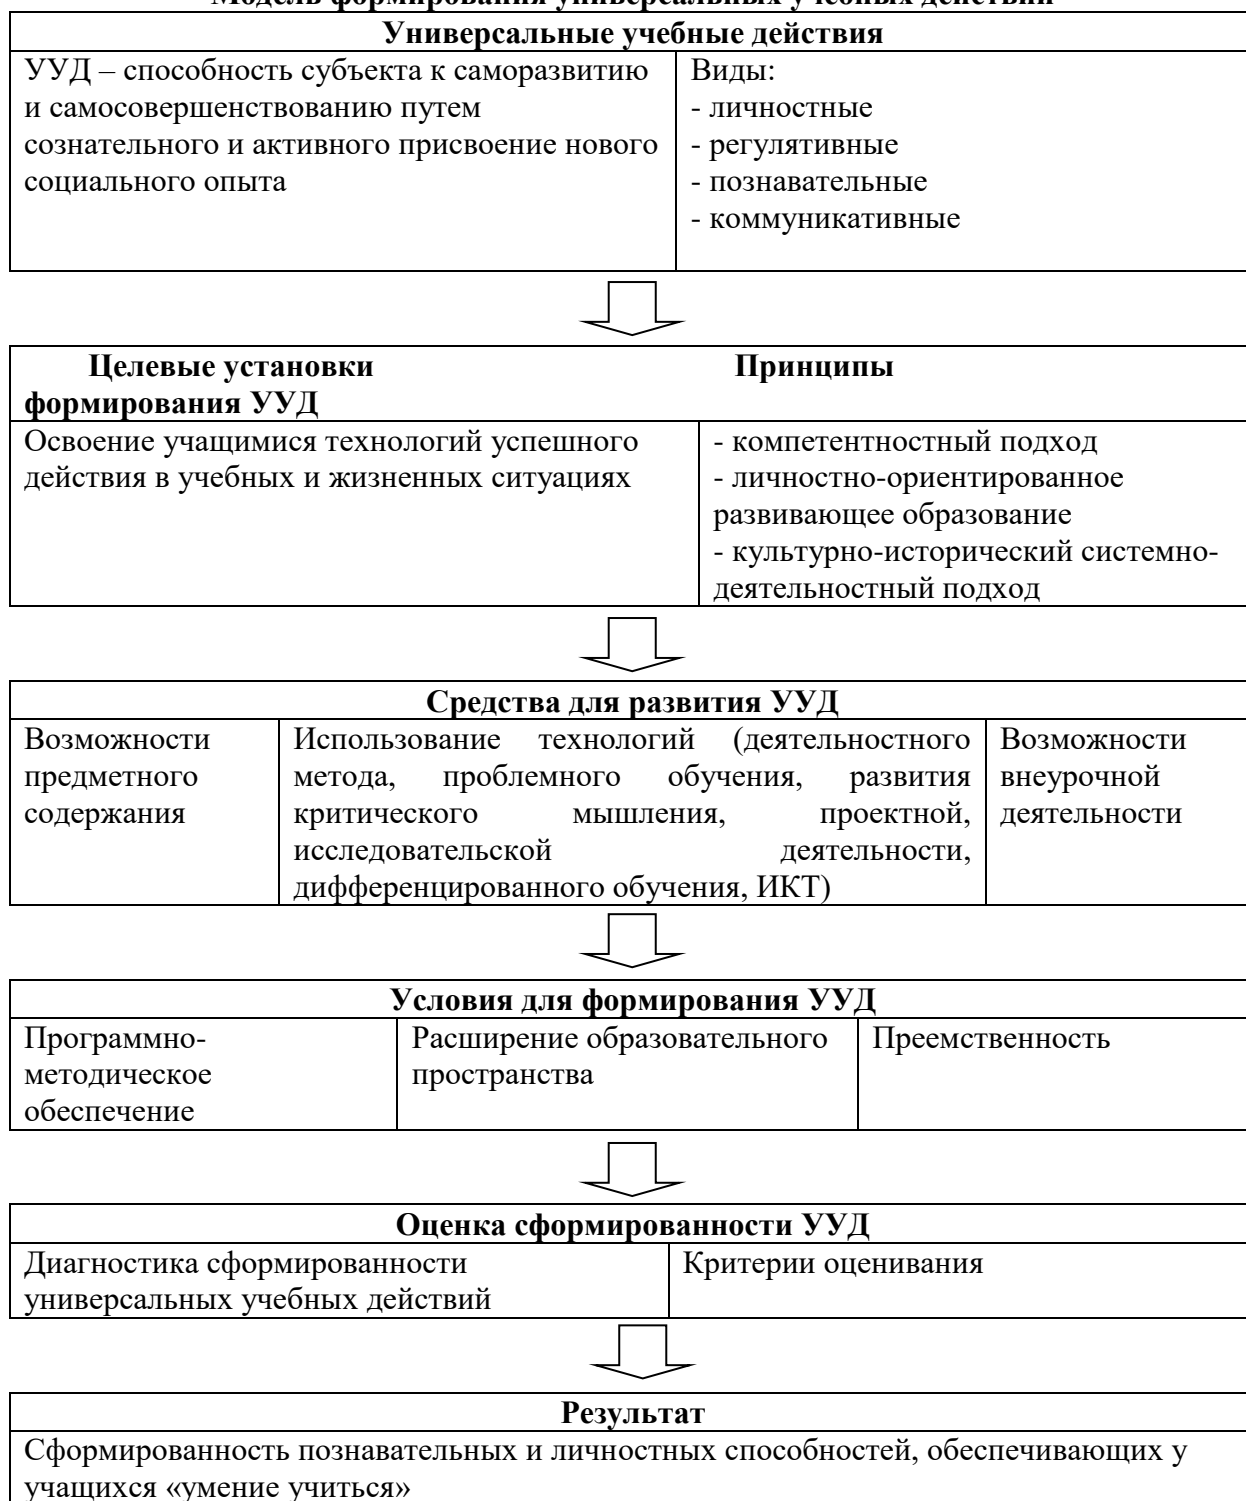 Модель формирования универсальных учебных действий
Универсальные учебные действия
УУД – способность субъекта к саморазвитию
и самосовершенствованию путем
сознательного и активного присвоение нового
социального опыта
Виды:
- личностные
- регулятивные
- познавательные
- коммуникативные
Целевые установки
формирования УУД
Принципы
Освоение учащимися технологий успешного
действия в учебных и жизненных ситуациях
- компетентностный подход
- личностно-ориентированное
развивающее образование
- культурно-исторический системно-
деятельностный подход
Средства для развития УУД
Возможности
предметного
содержания
Использование технологий (деятельностного
метода, проблемного обучения, развития
критического мышления, проектной,
исследовательской деятельности,
дифференцированного обучения, ИКТ)
Возможности
внеурочной
деятельности
Условия для формирования УУД
Программно-
методическое
обеспечение
Расширение образовательного
пространства
Преемственность
Оценка сформированности УУД
Диагностика сформированности
универсальных учебных действий
Критерии оценивания
Результат
Сформированность познавательных и личностных способностей, обеспечивающих у
учащихся «умение учиться»